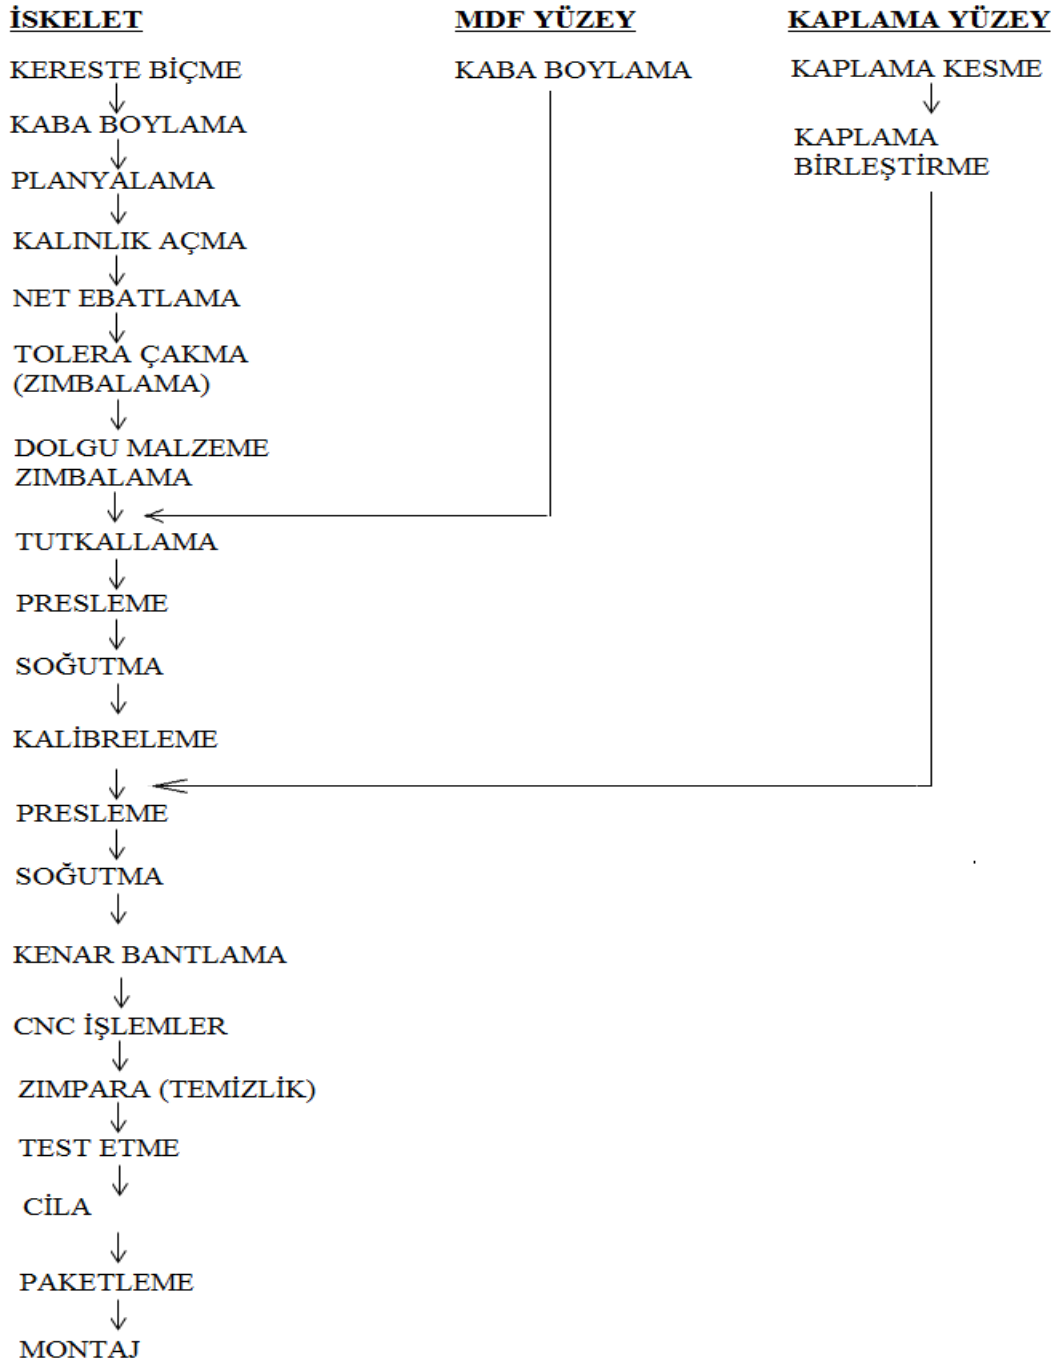 İSKELET
KERESTE BİÇME
KABA BOYLAMA
PLANYALAMA
KALINLIK AÇMA
NET EBATLAMA
TOLERA ÇAKMA
(ZIMBALAMA)
DOLGU MALZEME
ZIMBALAMA
TUTKALLAMA
PRESLEME
SOĞUTMA
KALİBRELEME
PRESLEME
SOĞUTMA
KENAR BANTLAMA
CNC İŞLEMLER
ZIMPARA (TEMİZLİK)
TEST ETME
CİLA
PAKETLEME
MONTAJ
MDF YÜZEY
KABA BOYLAMA
KAPLAMA YÜZEY
KAPLAMA KESME
KAPLAMA
BİRLEŞTİRME